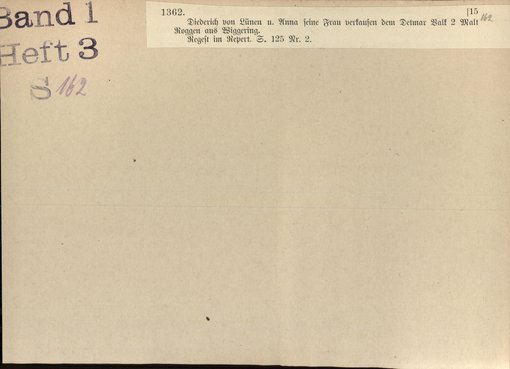 Band 1
Heft 3
S 162
1362. [15
162
Diederich von Lünen u. Anna seine Frau verkaufen dem Detmar Valk 2 Malt
Roggen aus Wiggering.
Regest im Repert. S. 125 Nr. 2.